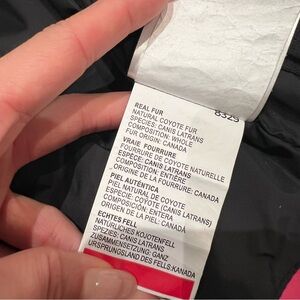 8325
REAL FUR
NATURAL COYOTE FUR
SPECIES: CANIS LATRANS
COMPOSITION: WHOLE
FUR ORIGIN: CANADA
VRAIE FOURRURE
FOURRURE DE COYOTE NATURELLE
ESPECE: CANIS LATRANS
COMPOSITION: ENTIÈRE
ORIGINE DE LA FOURRURE: CANADA
PIEL AUTÉNTICA
PIEL NATURAL DE COYOTE
ESPECIE: COYOTE (CANIS LATRANS)
COMPOSICIÓN: ENTERA
ORIGEN DE LA PIEL: CANADA
ECHTES FELL
NATÜRLICHES KOJOTENFELL
SPEZIES: CANIS LATRANS
ZUSAMMENSETZUNG: GANZ
URSPRUNGSLAND DES FELLS:KANADA